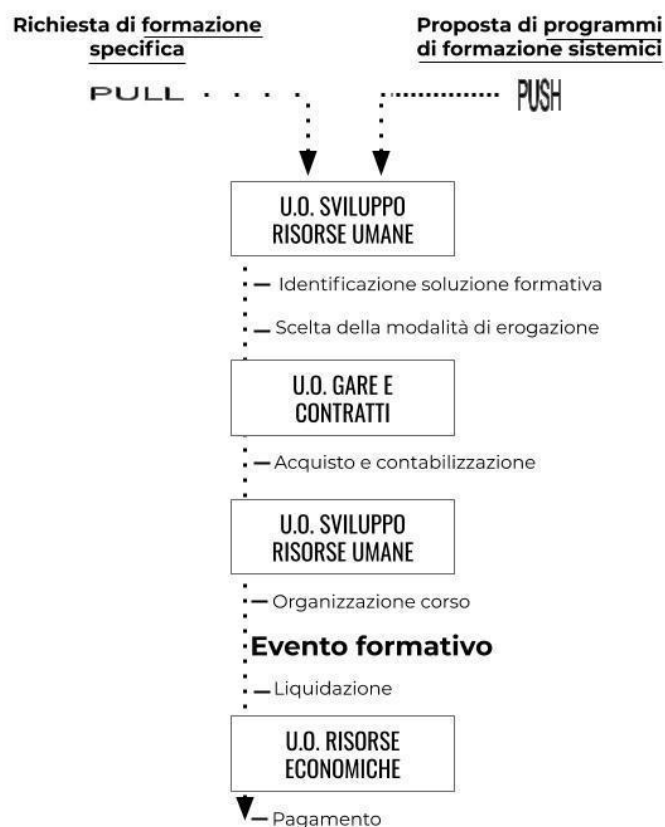 Richiesta di formazione
specifica
Proposta di programmi
di formazione sistemici
PULL
PUSH
U.O. SVILUPPO
RISORSE UMANE
Identificazione soluzione formativa
Scelta della modalità di erogazione
U.O. GARE E
CONTRATTI
Acquisto e contabilizzazione
U.O. SVILUPPO
RISORSE UMANE
Organizzazione corso
Evento formativo
Liquidazione
U.O. RISORSE
ECONOMICHE
Pagamento